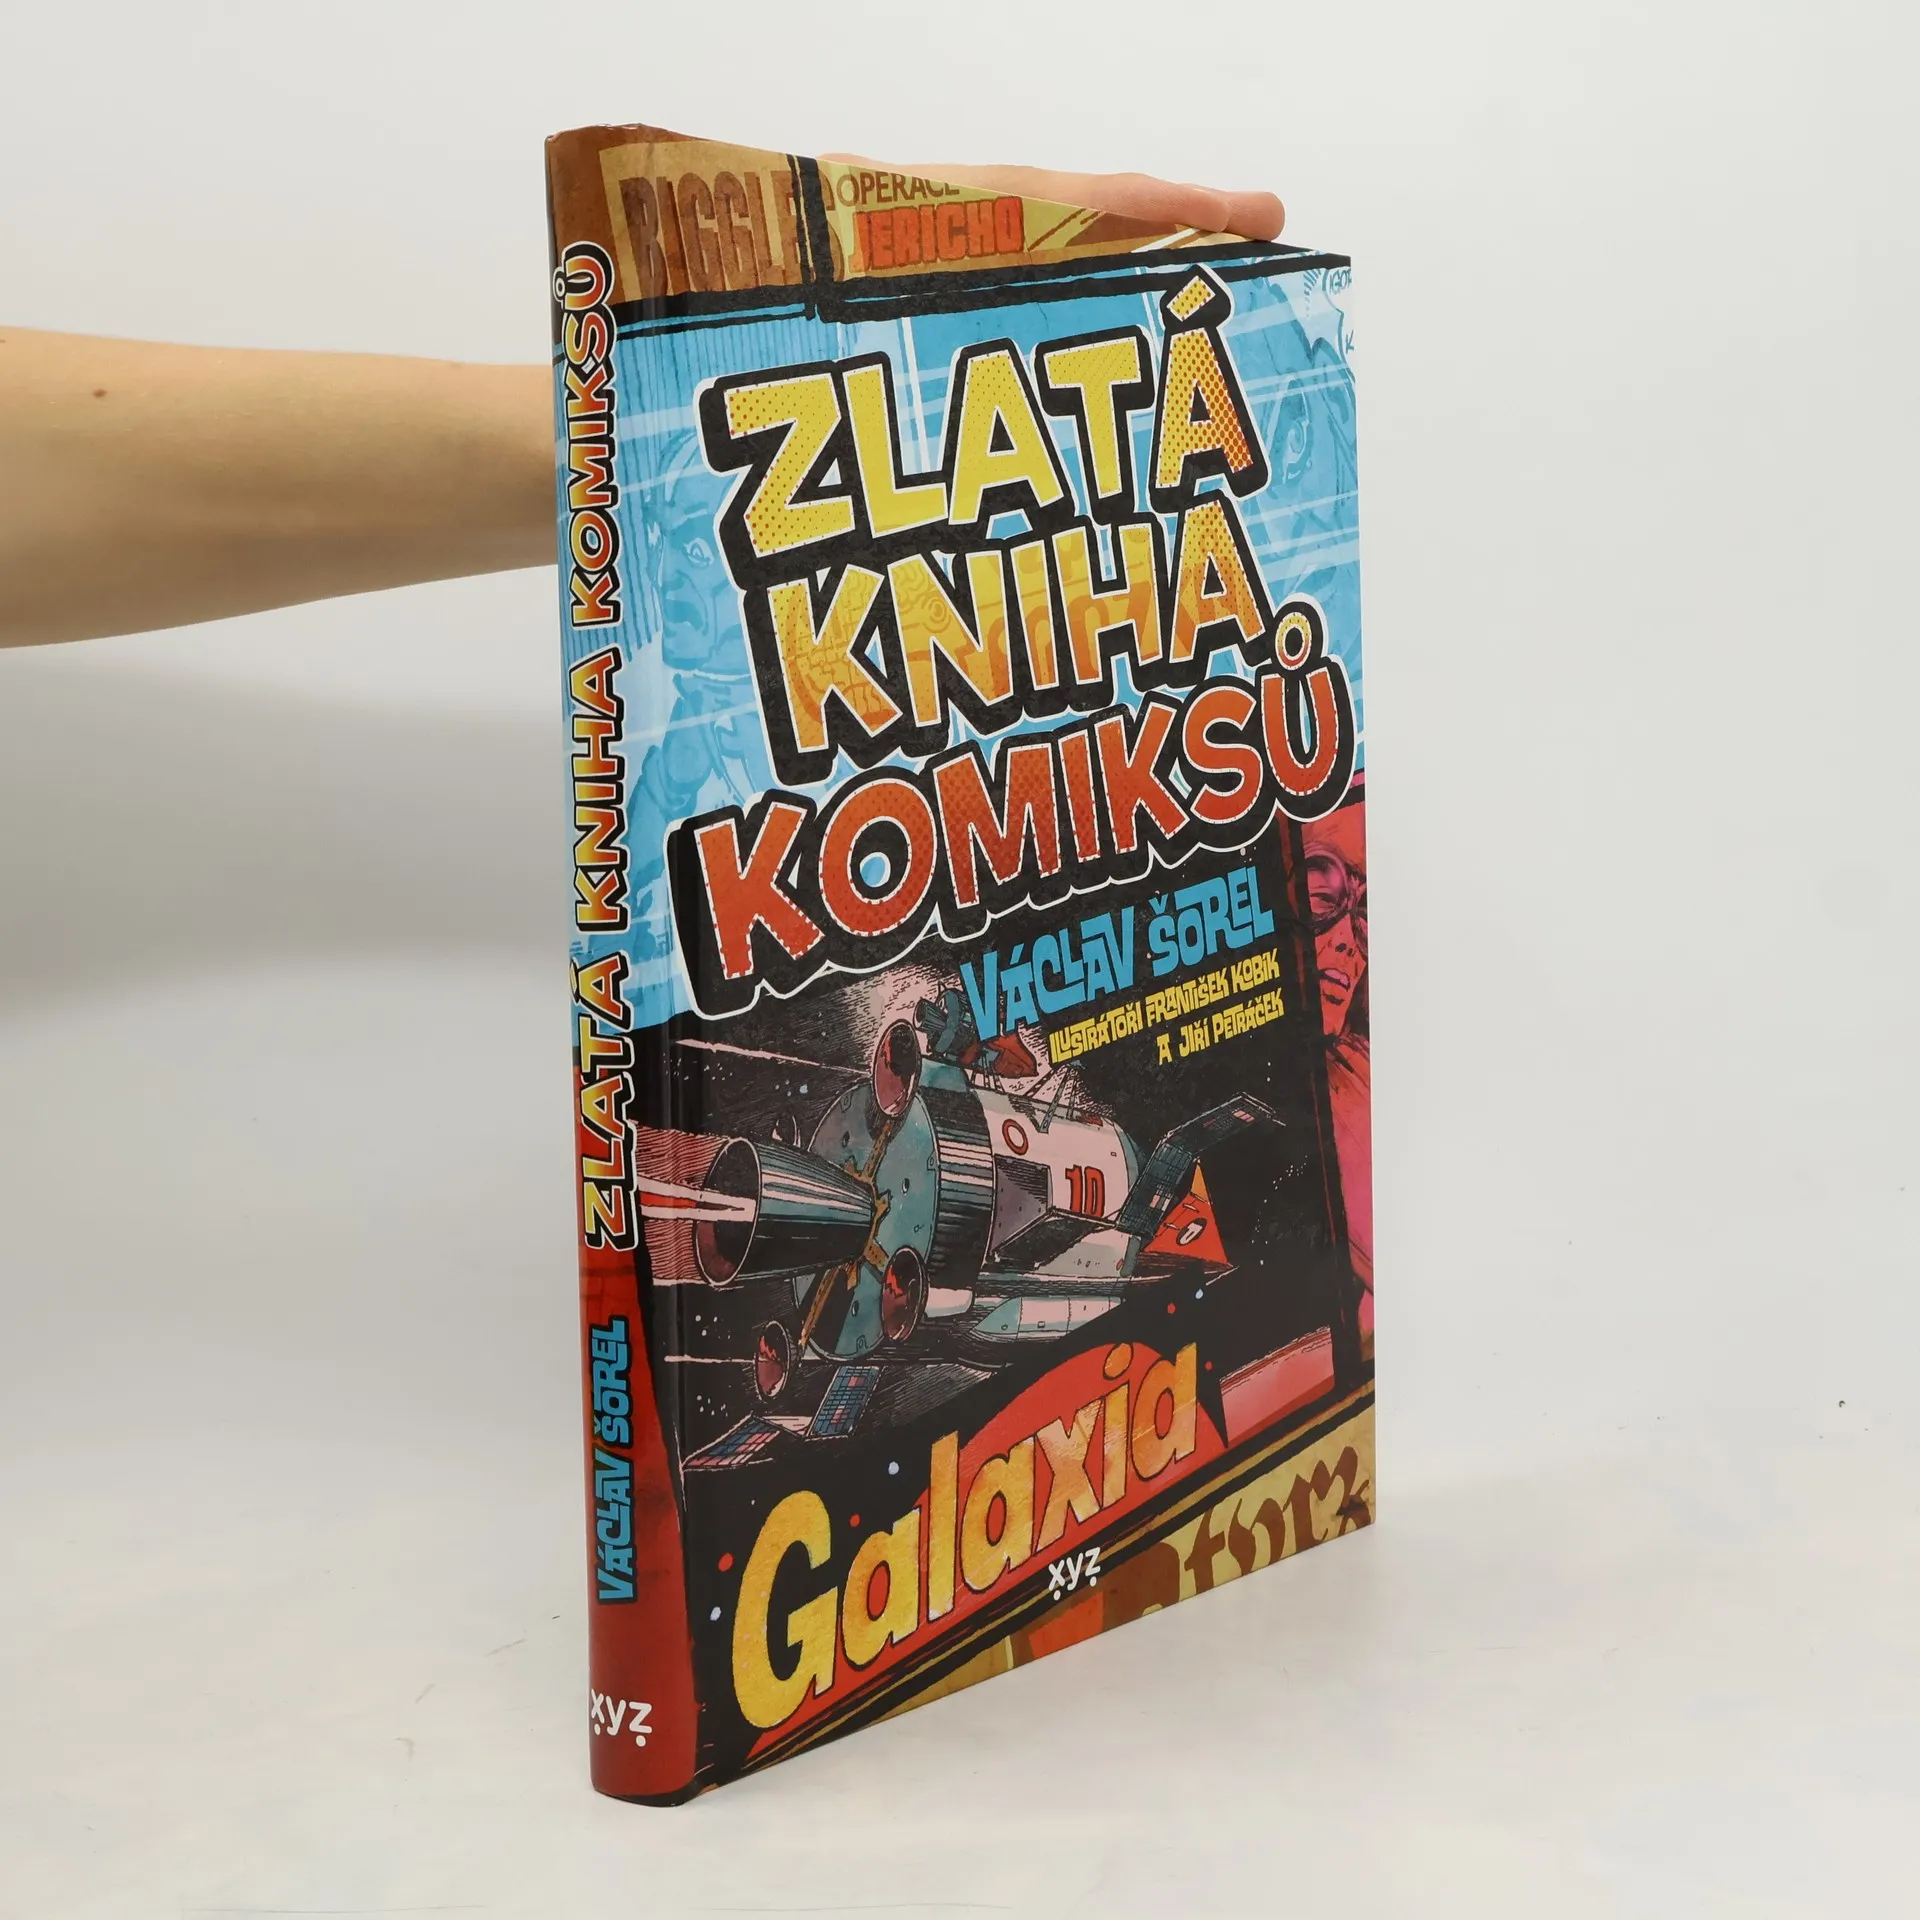 BIGGLES
OPERACE
JERICHO
ZLATÁ
KNIHA
KOMIKSŮ
VÁCLAV ŠOREL
ILUSTRÁTOŘI FRANTIŠEK KOBÍK
A JIŘÍ PETRÁČEK
10
Galaxia
xyz
ZLATÁ KNIHA KOMIKSŮ
VÁCLAV ŠOREL
xyz